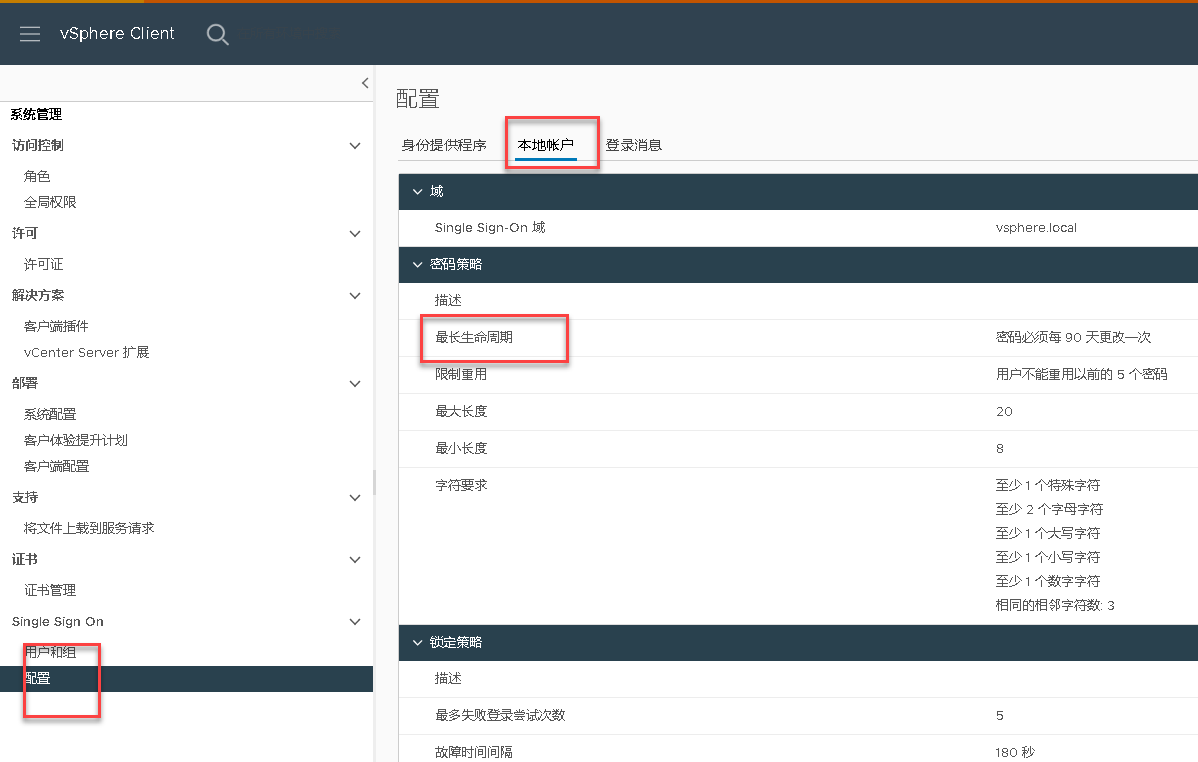 vSphere Client
系统管理
访问控制
角色
全局权限
许可
许可证
解决方案
客户端插件
vCenter Server 扩展
部署
系统配置
客户体验提升计划
客户端配置
支持
将文件上载到服务请求
证书
证书管理
Single Sign On
用户和组
配置
配置
身份提供程序 本地帐户 登录消息
域
Single Sign-On 域 vsphere.local
密码策略
描述
最长生命周期 密码必须每 90 天更改一次
限制重用 用户不能重用以前的 5 个密码
最大长度 20
最小长度 8
字符要求 至少 1 个特殊字符
至少 2 个字母字符
至少 1 个大写字符
至少 1 个小写字符
至少 1 个数字字符
相同的相邻字符数: 3
锁定策略
描述
最多失败登录尝试次数 5
故障时间间隔 180 秒